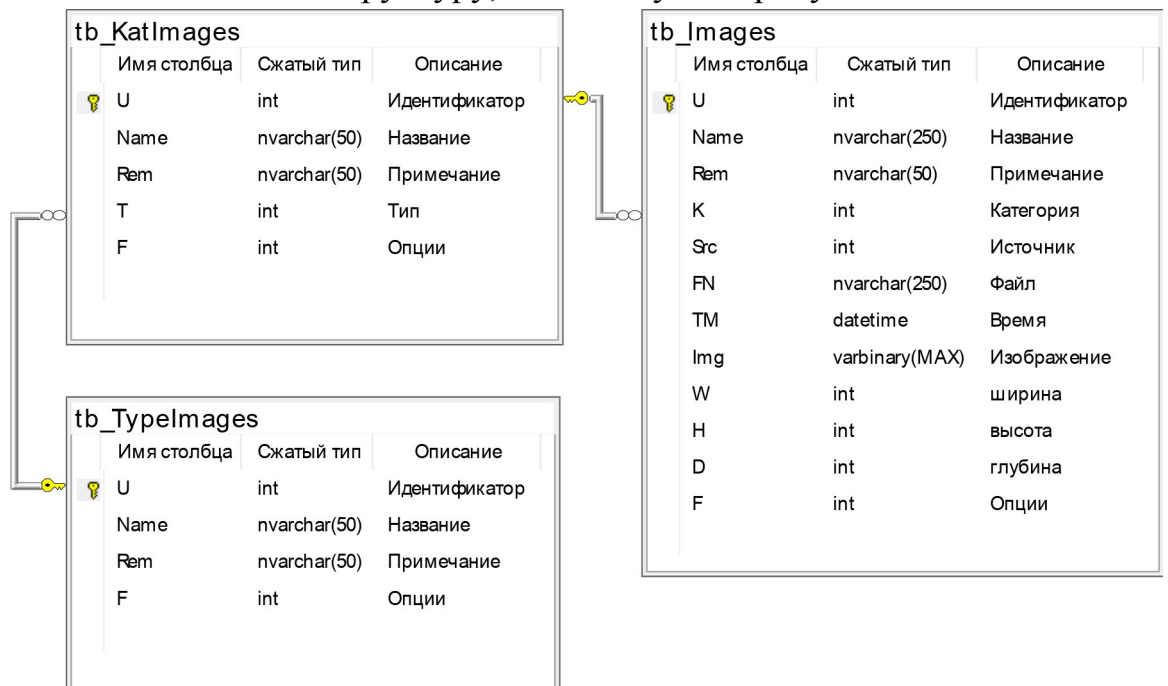 tb_KatImages
Имя столбца Сжатый тип Описание
U int Идентификатор
Name nvarchar(50) Название
Rem nvarchar(50) Примечание
T int Тип
F int Опции
tb_TypeImages
Имя столбца Сжатый тип Описание
U int Идентификатор
Name nvarchar(50) Название
Rem nvarchar(50) Примечание
F int Опции
tb_Images
Имя столбца Сжатый тип Описание
U int Идентификатор
Name nvarchar(250) Название
Rem nvarchar(50) Примечание
K int Категория
Src int Источник
FN nvarchar(250) Файл
TM datetime Время
Img varbinary(MAX) Изображение
W int ширина
H int высота
D int глубина
F int Опции